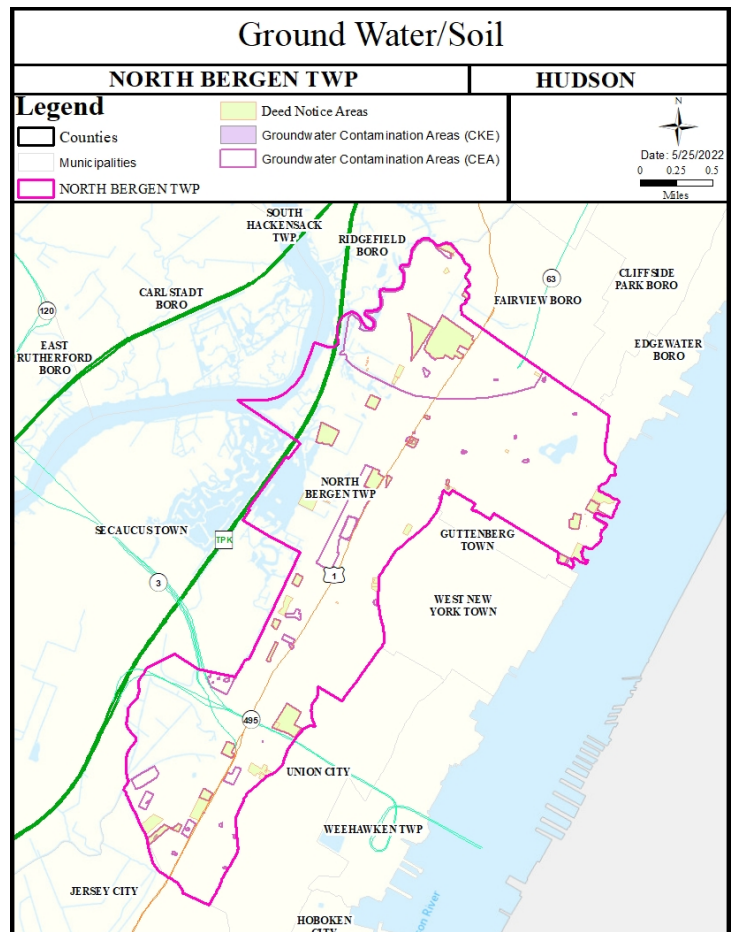 Ground Water/Soil
NORTH BERGEN TWP
HUDSON
Legend
Counties
Municipalities
NORTH BERGEN TWP
Deed Notice Areas
Groundwater Contamination Areas (CKE)
Groundwater Contamination Areas (CEA)
N
Date: 5/25/2022
0 0.25 0.5
Miles
SOUTH
HACKENSACK
TWP
RIDGEFIELD
BORO
63
CLIFFSIDE
PARK BORO
CARLSTADT
BORO
FAIRVIEW BORO
120
EAST
RUTHERFORD
BORO
EDGEWATER
BORO
NORTH
BERGEN TWP
SECAUCUS TOWN
TPK
GUTTENBERG
TOWN
3
1
WEST NEW
YORK TOWN
495
UNION CITY
WEEHAWKEN TWP
JERSEY CITY
HOBOKEN
CITY
River